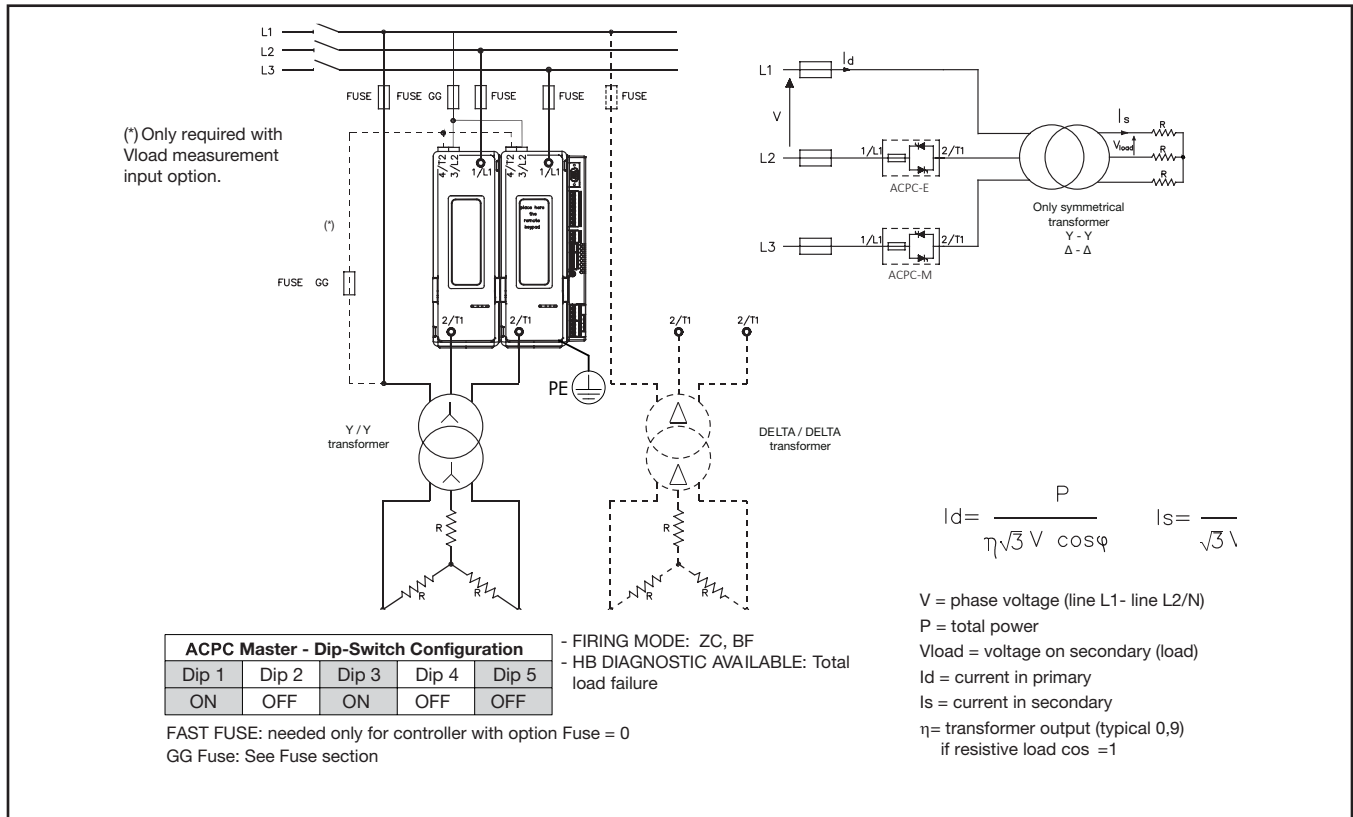 L1
L2
L3
FUSE
FUSE GG
FUSE
FUSE
FUSE
(*) Only required with
Vload measurement
input option.
4/T2
3/L2
1/L1
4/T2
3/L2
1/L1
place here
the
remote
keypad
(*)
FUSE GG
2/T1
2/T1
2/T1
2/T1
PE
Y / Y
transformer
DELTA / DELTA
transformer
R
R
R
R
R
R
L1
Id
V
Is
R
Vload
R
R
L2
1/L1
2/T1
ACPC-E
Only symmetrical
transformer
Y - Y
Δ - Δ
L3
1/L1
2/T1
ACPC-M
Id= P / η√3 V cosφ
Is= / √3 \
V = phase voltage (line L1- line L2/N)
P = total power
Vload = voltage on secondary (load)
Id = current in primary
Is = current in secondary
η= transformer output (typical 0,9)
if resistive load cos =1
ACPC Master - Dip-Switch Configuration
Dip 1 Dip 2 Dip 3 Dip 4 Dip 5
ON OFF ON OFF OFF
- FIRING MODE: ZC, BF
- HB DIAGNOSTIC AVAILABLE: Total
load failure
FAST FUSE: needed only for controller with option Fuse = 0
GG Fuse: See Fuse section